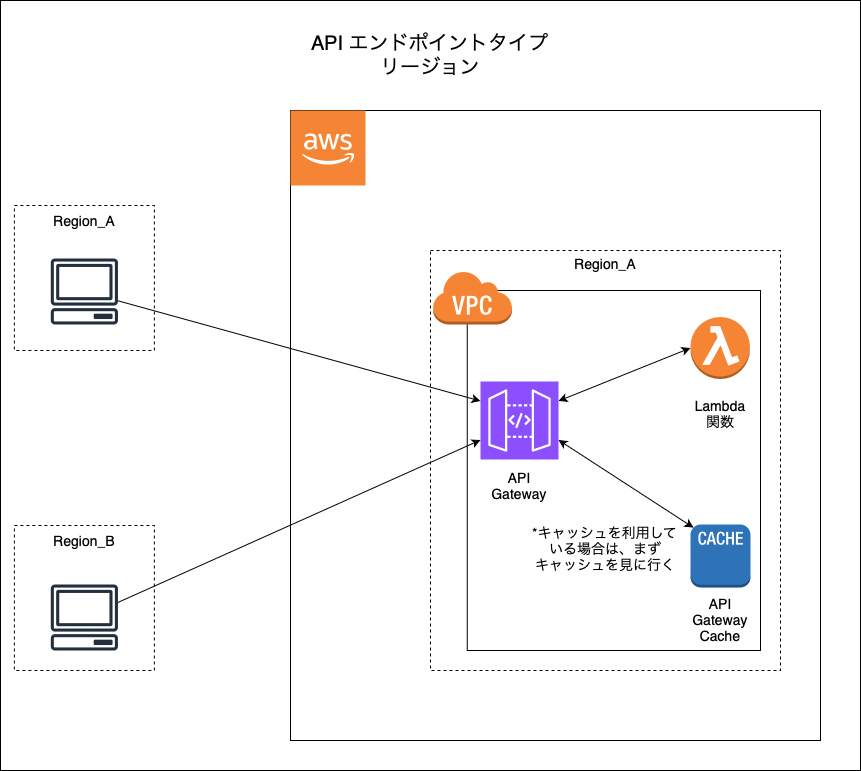 API エンドポイントタイプ
リージョン
aws
Region_A
Region_A
VPC
Lambda
関数
API
Gateway
*キャッシュを利用して
いる場合は、まず
キャッシュを見に行く
CACHE
API
Gateway
Cache
Region_B